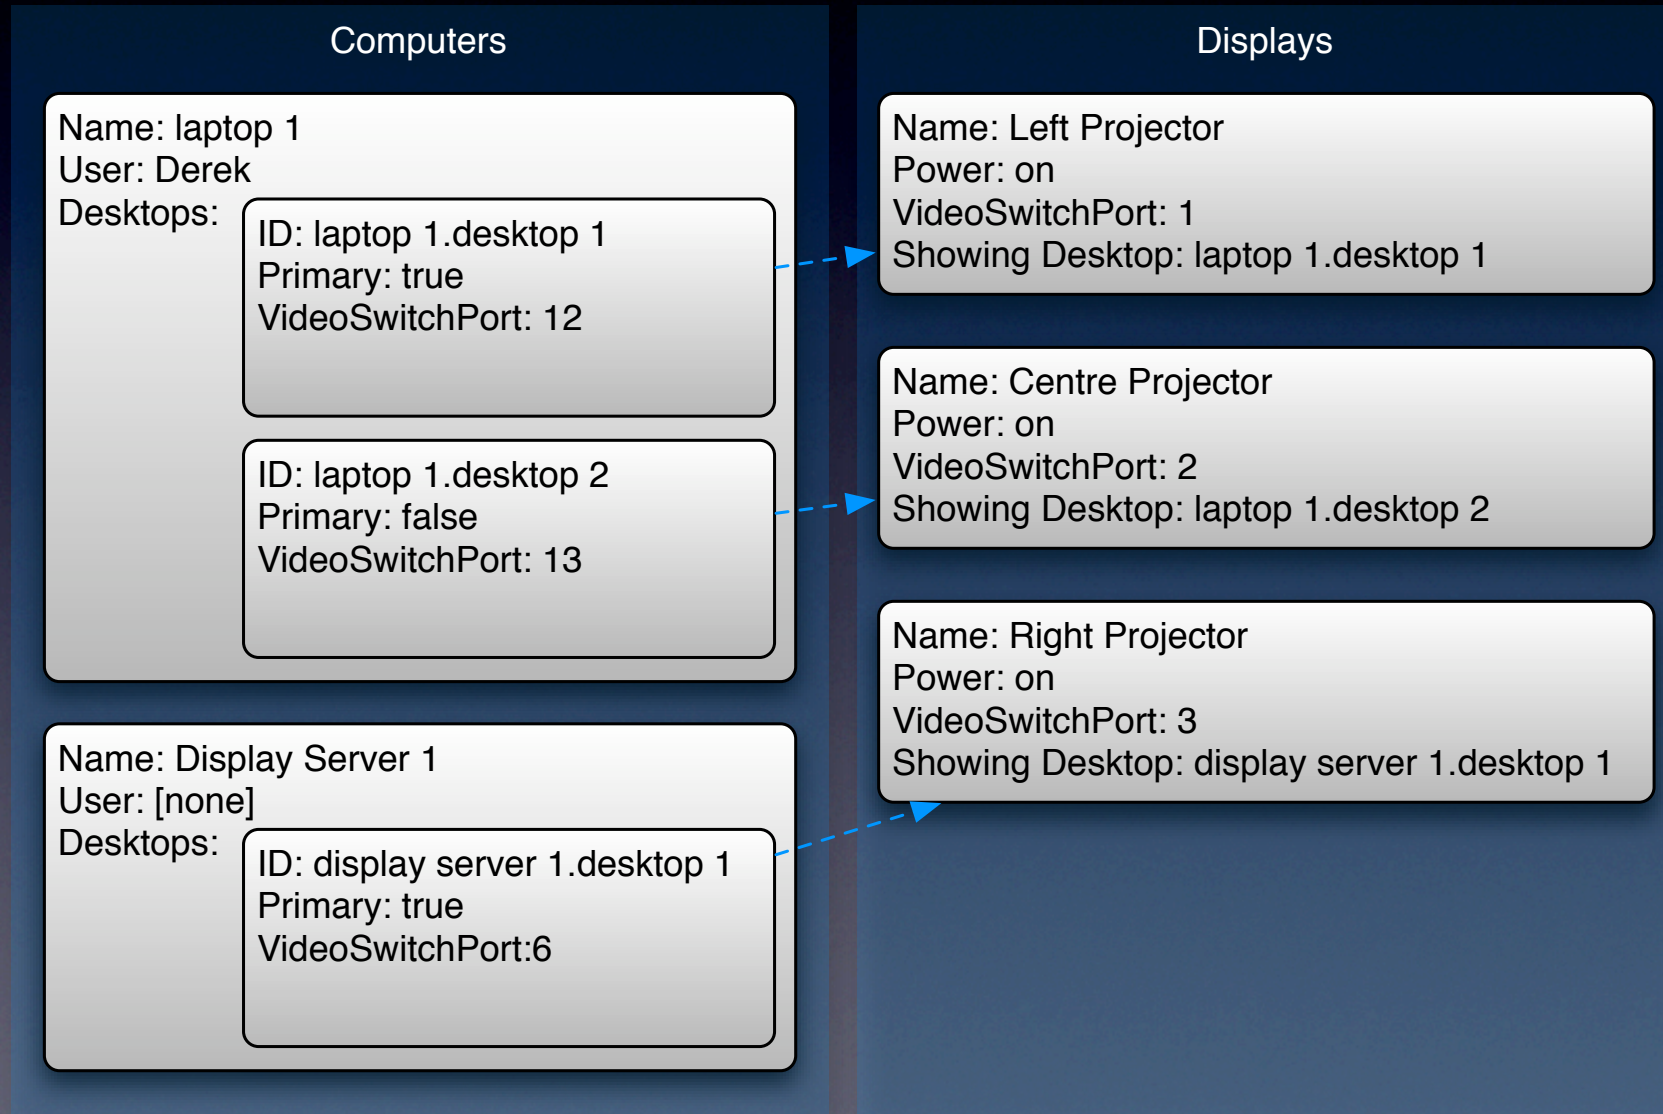 Computers
Name: laptop 1
User: Derek
Desktops:
ID: laptop 1.desktop 1
Primary: true
VideoSwitchPort: 12
ID: laptop 1.desktop 2
Primary: false
VideoSwitchPort: 13
Name: Display Server 1
User: [none]
Desktops:
ID: display server 1.desktop 1
Primary: true
VideoSwitchPort:6
Displays
Name: Left Projector
Power: on
VideoSwitchPort: 1
Showing Desktop: laptop 1.desktop 1
Name: Centre Projector
Power: on
VideoSwitchPort: 2
Showing Desktop: laptop 1.desktop 2
Name: Right Projector
Power: on
VideoSwitchPort: 3
Showing Desktop: display server 1.desktop 1